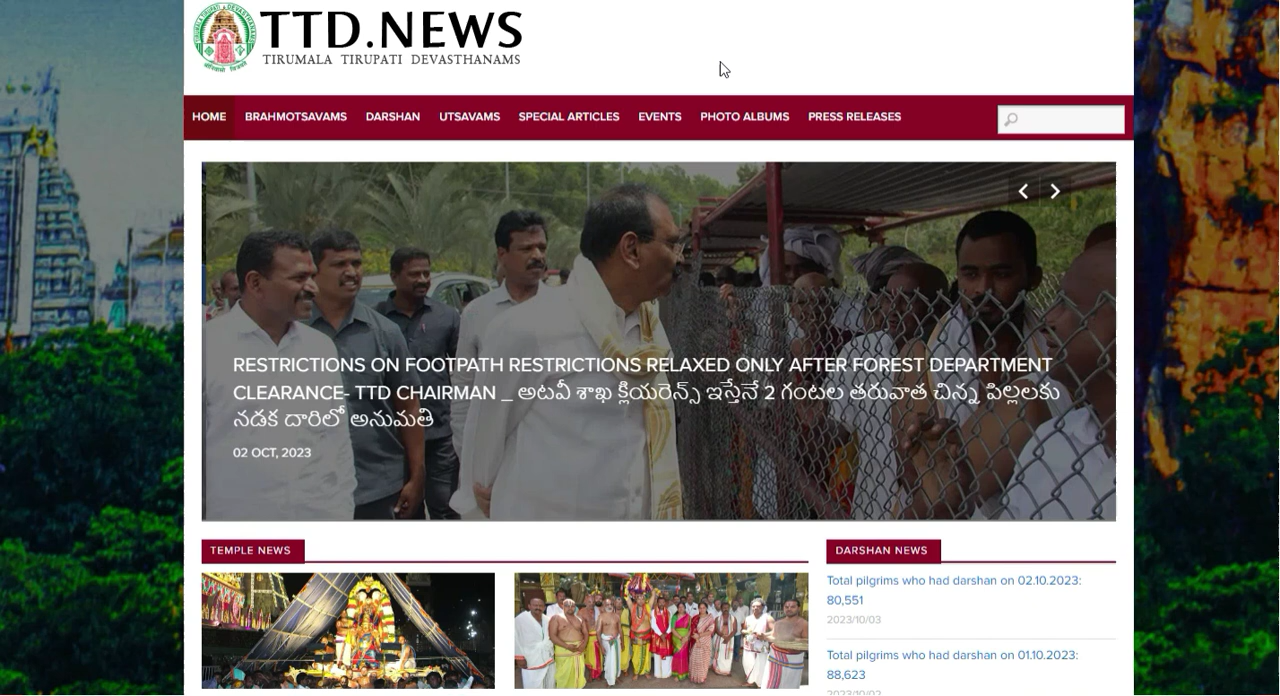 TTD.NEWS
TIRUMALA TIRUPATI DEVASTHANAMS
HOME BRAHMOTSAVAMS DARSHAN UTSAVAMS SPECIAL ARTICLES EVENTS PHOTO ALBUMS PRESS RELEASES
RESTRICTIONS ON FOOTPATH RESTRICTIONS RELAXED ONLY AFTER FOREST DEPARTMENT
CLEARANCE- TTD CHAIRMAN _ అటవీ శాఖ క్లియరెన్స్ ఇస్తేనే 2 గంటల తరువాత చిన్న పిల్లలకు
నడక దారిలో అనుమతి
02 OCT, 2023
TEMPLE NEWS
DARSHAN NEWS
Total pilgrims who had darshan on 02.10.2023:
80,551
2023/10/03
Total pilgrims who had darshan on 01.10.2023:
88,623
2023/10/02